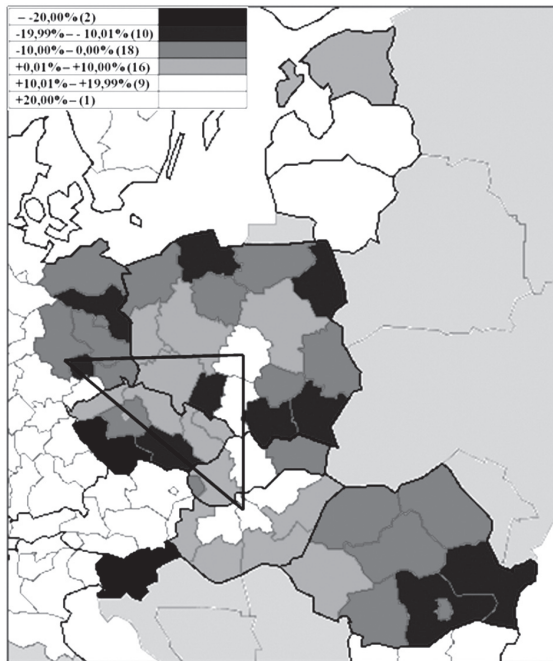 – -20,00% (2)
-19,99% – - 10,01% (10)
-10,00% – 0,00% (18)
+0,01% – +10,00% (16)
+10,01% – +19,99% (9)
+20,00% – (1)